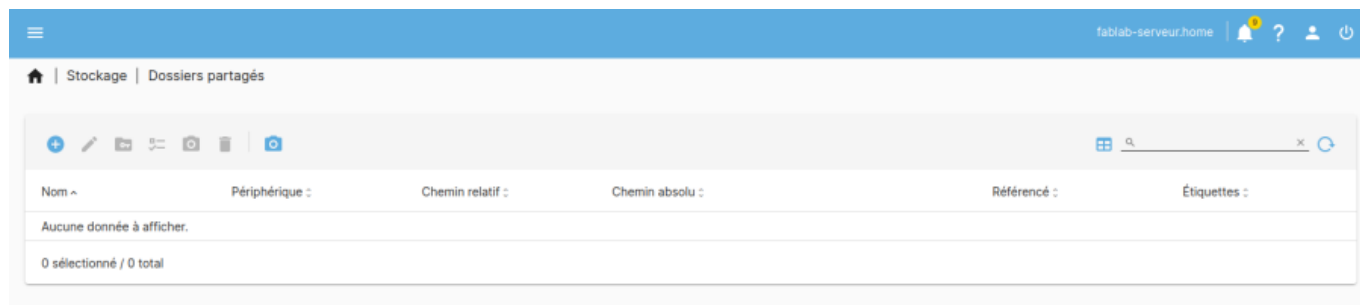 fablab-serveur.home | 9 ?
Stockage | Dossiers partagés
Nom Périphérique Chemin relatif Chemin absolu Référencé Étiquettes
Aucune donnée à afficher.
0 sélectionné / 0 total